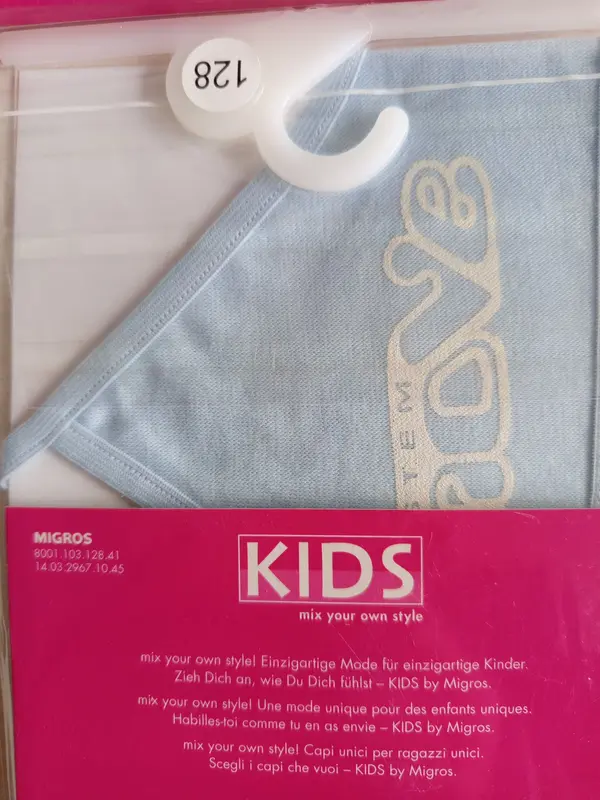 128
STEM
MIGROS
8001.103.128.41
14.03.2967.10.45
KIDS
mix your own style
mix your own style! Einzigartige Mode für einzigartige Kinder.
Zieh Dich an, wie Du Dich fühlst – KIDS by Migros.
mix your own style! Une mode unique pour des enfants uniques.
Habilles-toi comme tu en as envie – KIDS by Migros.
mix your own style! Capi unici per ragazzi unici.
Scegli i capi che vuoi – KIDS by Migros.